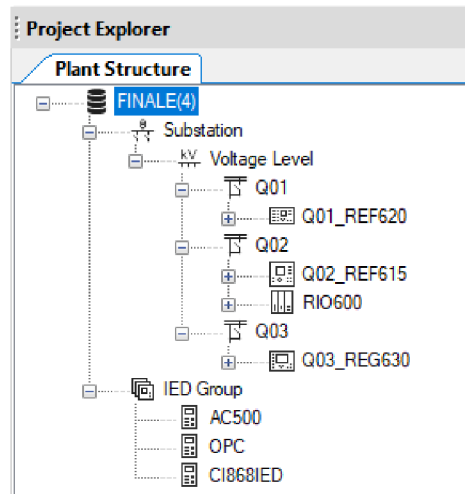 Project Explorer
Plant Structure
FINALE(4)
Substation
kV Voltage Level
Q01
Q01_REF620
Q02
Q02_REF615
RIO600
Q03
Q03_REG630
IED Group
AC500
OPC
CI868IED